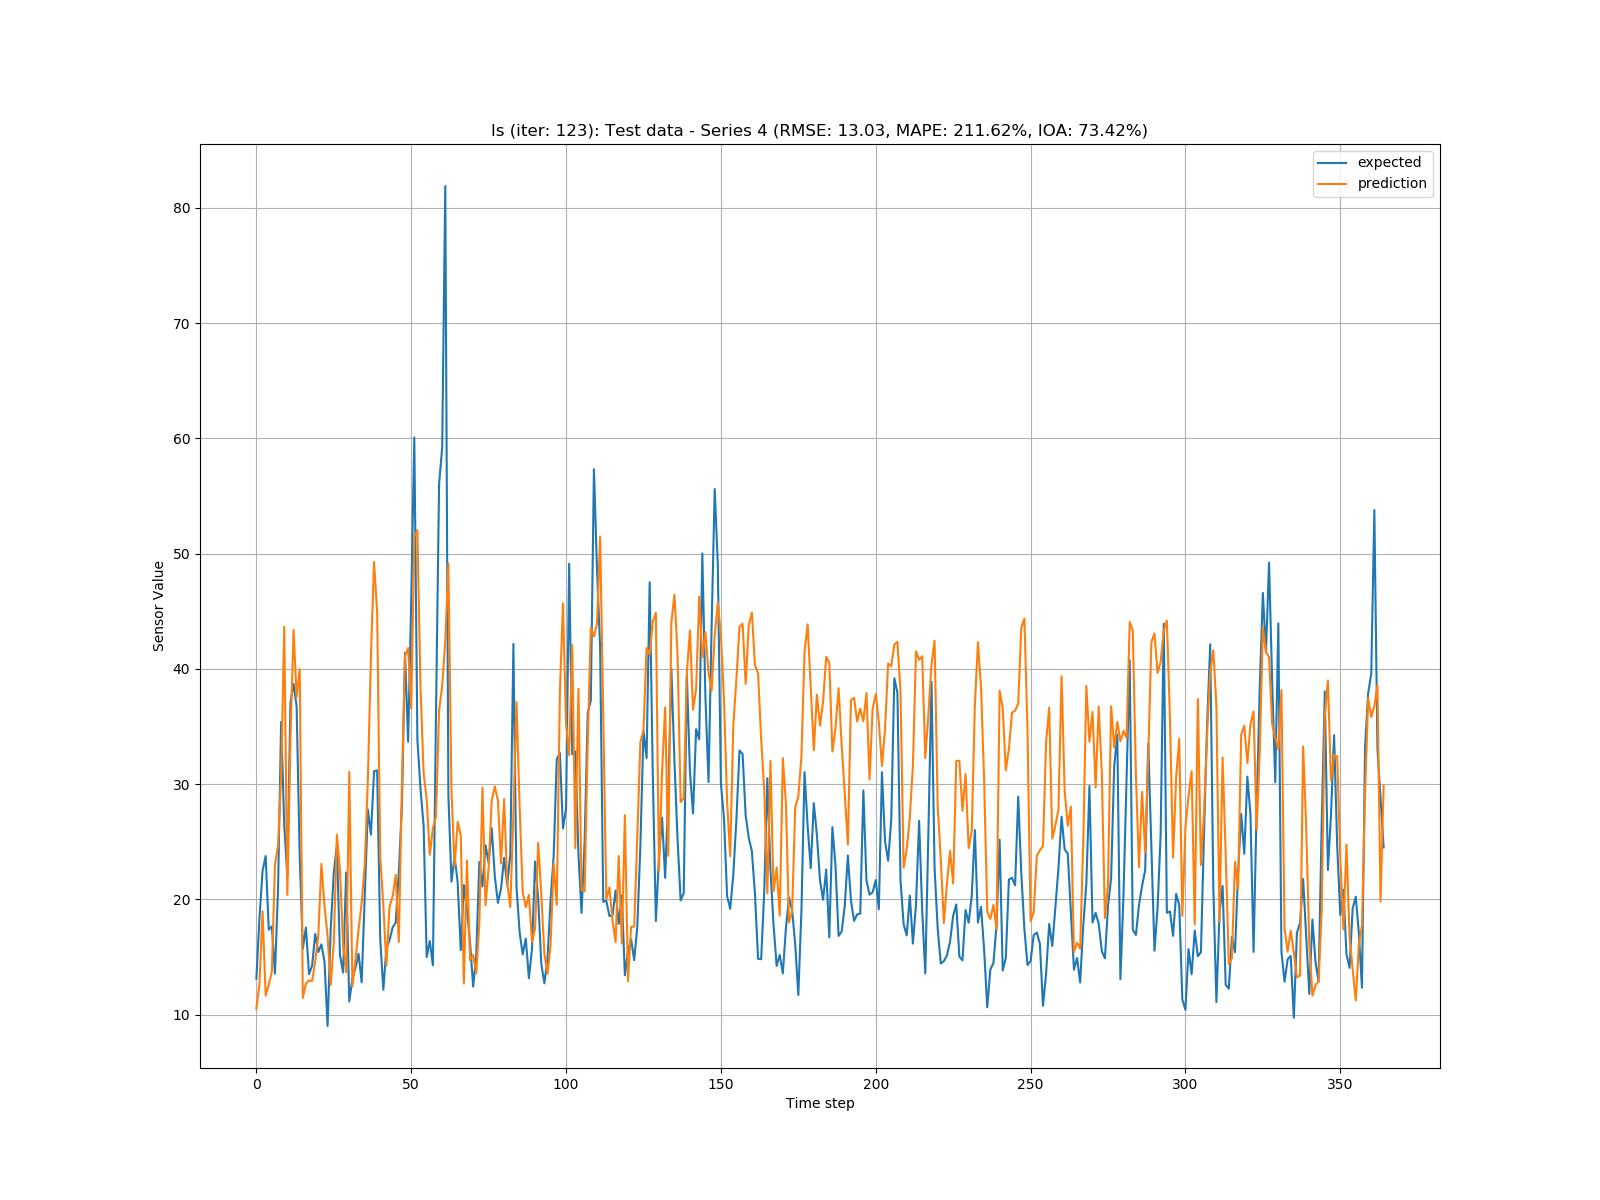 ls (iter: 123): Test data - Series 4 (RMSE: 13.03, MAPE: 211.62%, IOA: 73.42%)
expected
prediction
Sensor Value
80
70
60
50
40
30
20
10
0 50 100 150 200 250 300 350
Time step